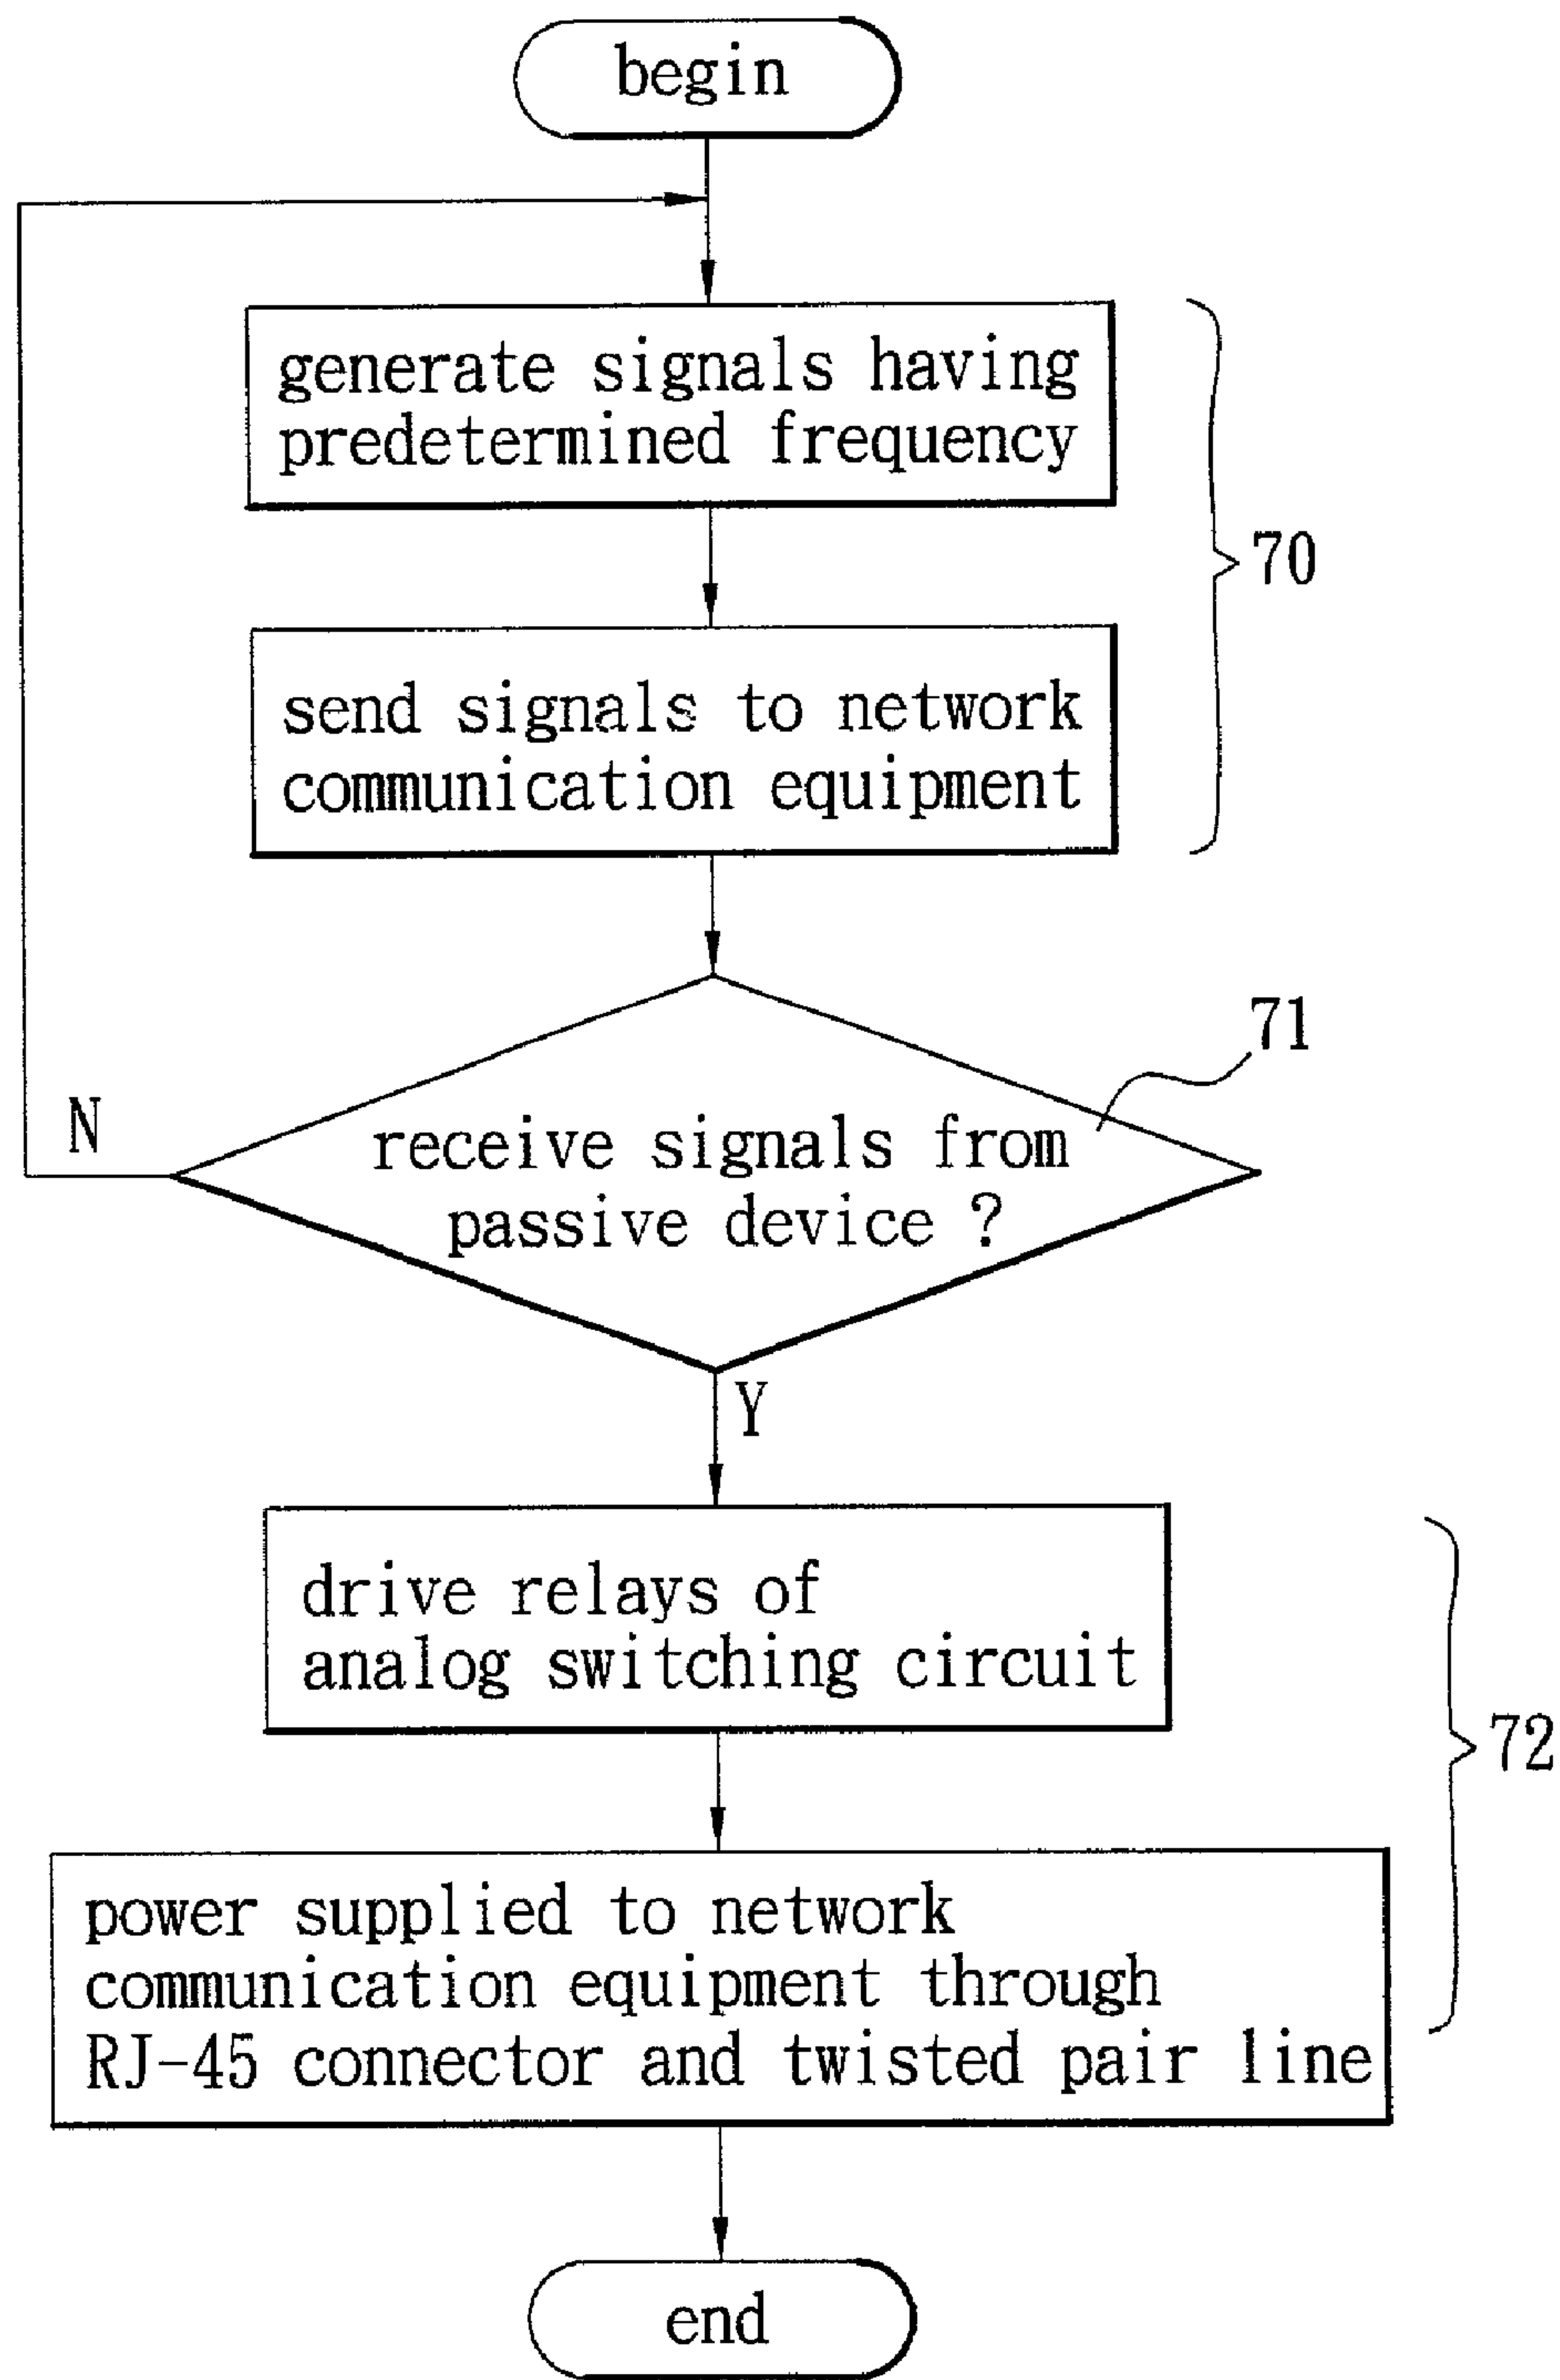 begin
generate signals having
predetermined frequency
70
send signals to network
communication equipment
71
N
receive signals from
passive device ?
Y
drive relays of
analog switching circuit
72
power supplied to network
communication equipment through
RJ-45 connector and twisted pair line
end